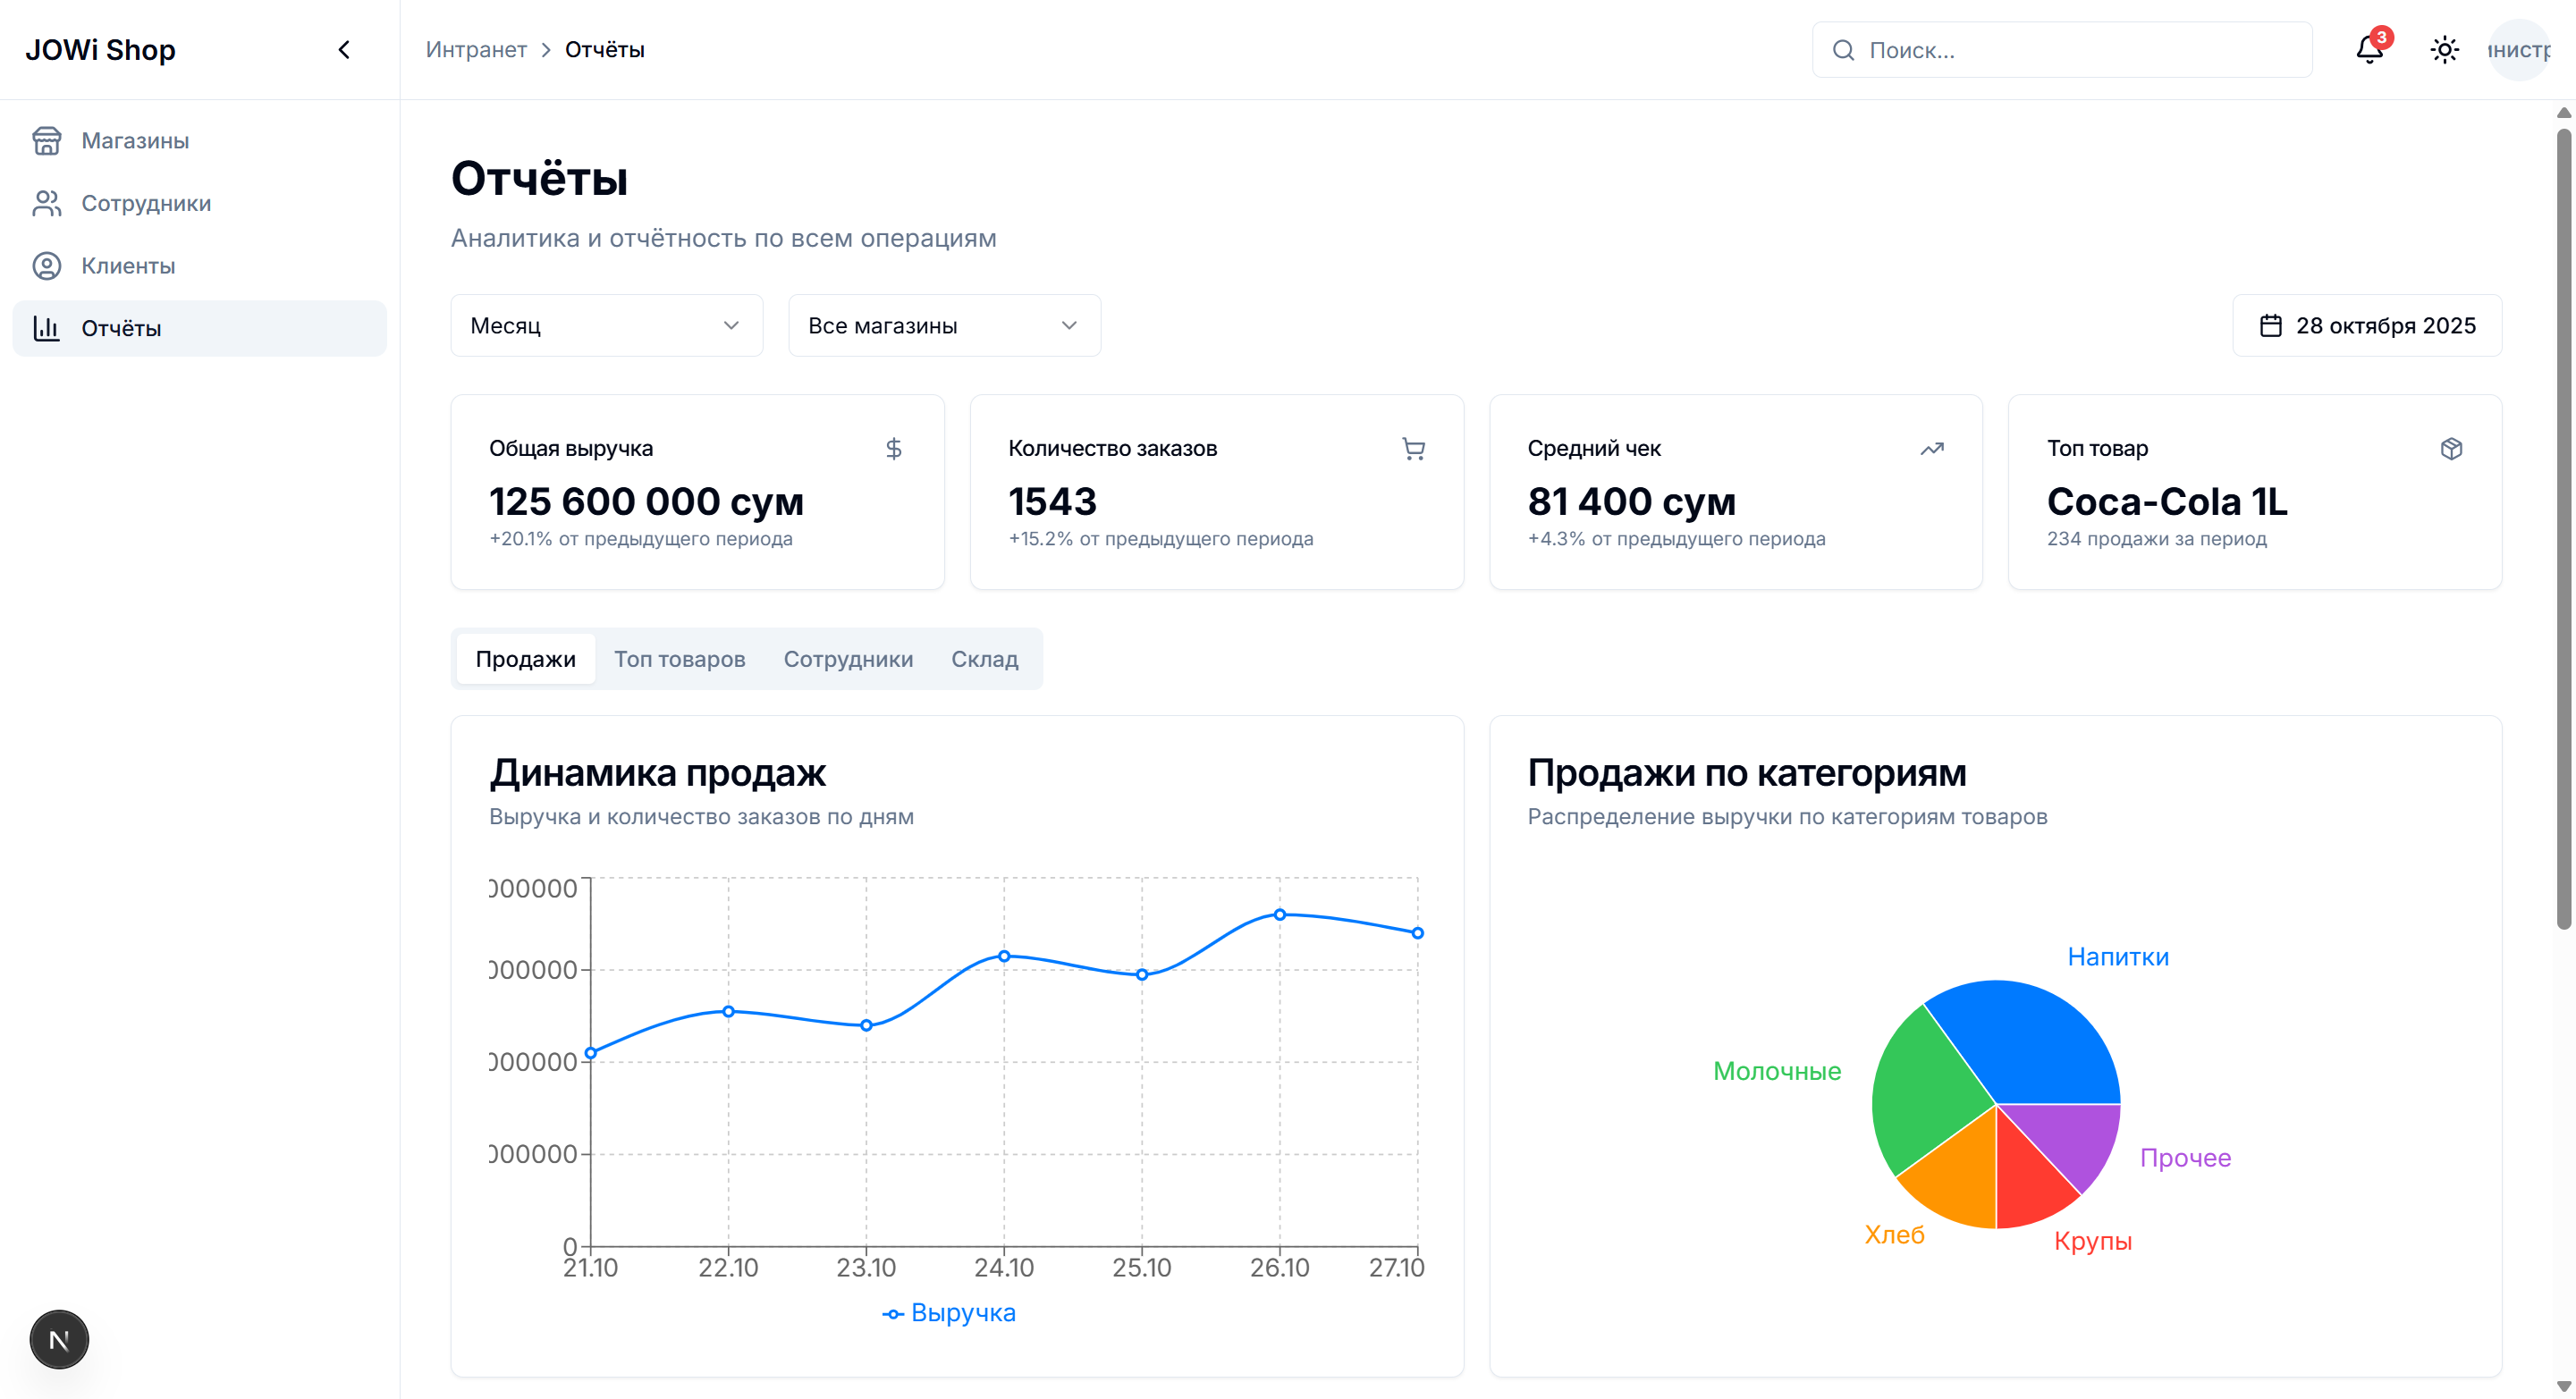 JOWi Shop
Интранет > Отчёты
Поиск...
3
Магазины
Сотрудники
Клиенты
Отчёты
Отчёты
Аналитика и отчётность по всем операциям
Месяц
Все магазины
28 октября 2025
Общая выручка
125 600 000 сум
+20.1% от предыдущего периода
Количество заказов
1543
+15.2% от предыдущего периода
Средний чек
81 400 сум
+4.3% от предыдущего периода
Топ товар
Coca-Cola 1L
234 продажи за период
Продажи
Топ товаров
Сотрудники
Склад
Динамика продаж
Выручка и количество заказов по дням
000000
000000
000000
000000
0
21.10 22.10 23.10 24.10 25.10 26.10 27.10
Выручка
Продажи по категориям
Распределение выручки по категориям товаров
Напитки
Молочные
Прочее
Хлеб
Крупы
N